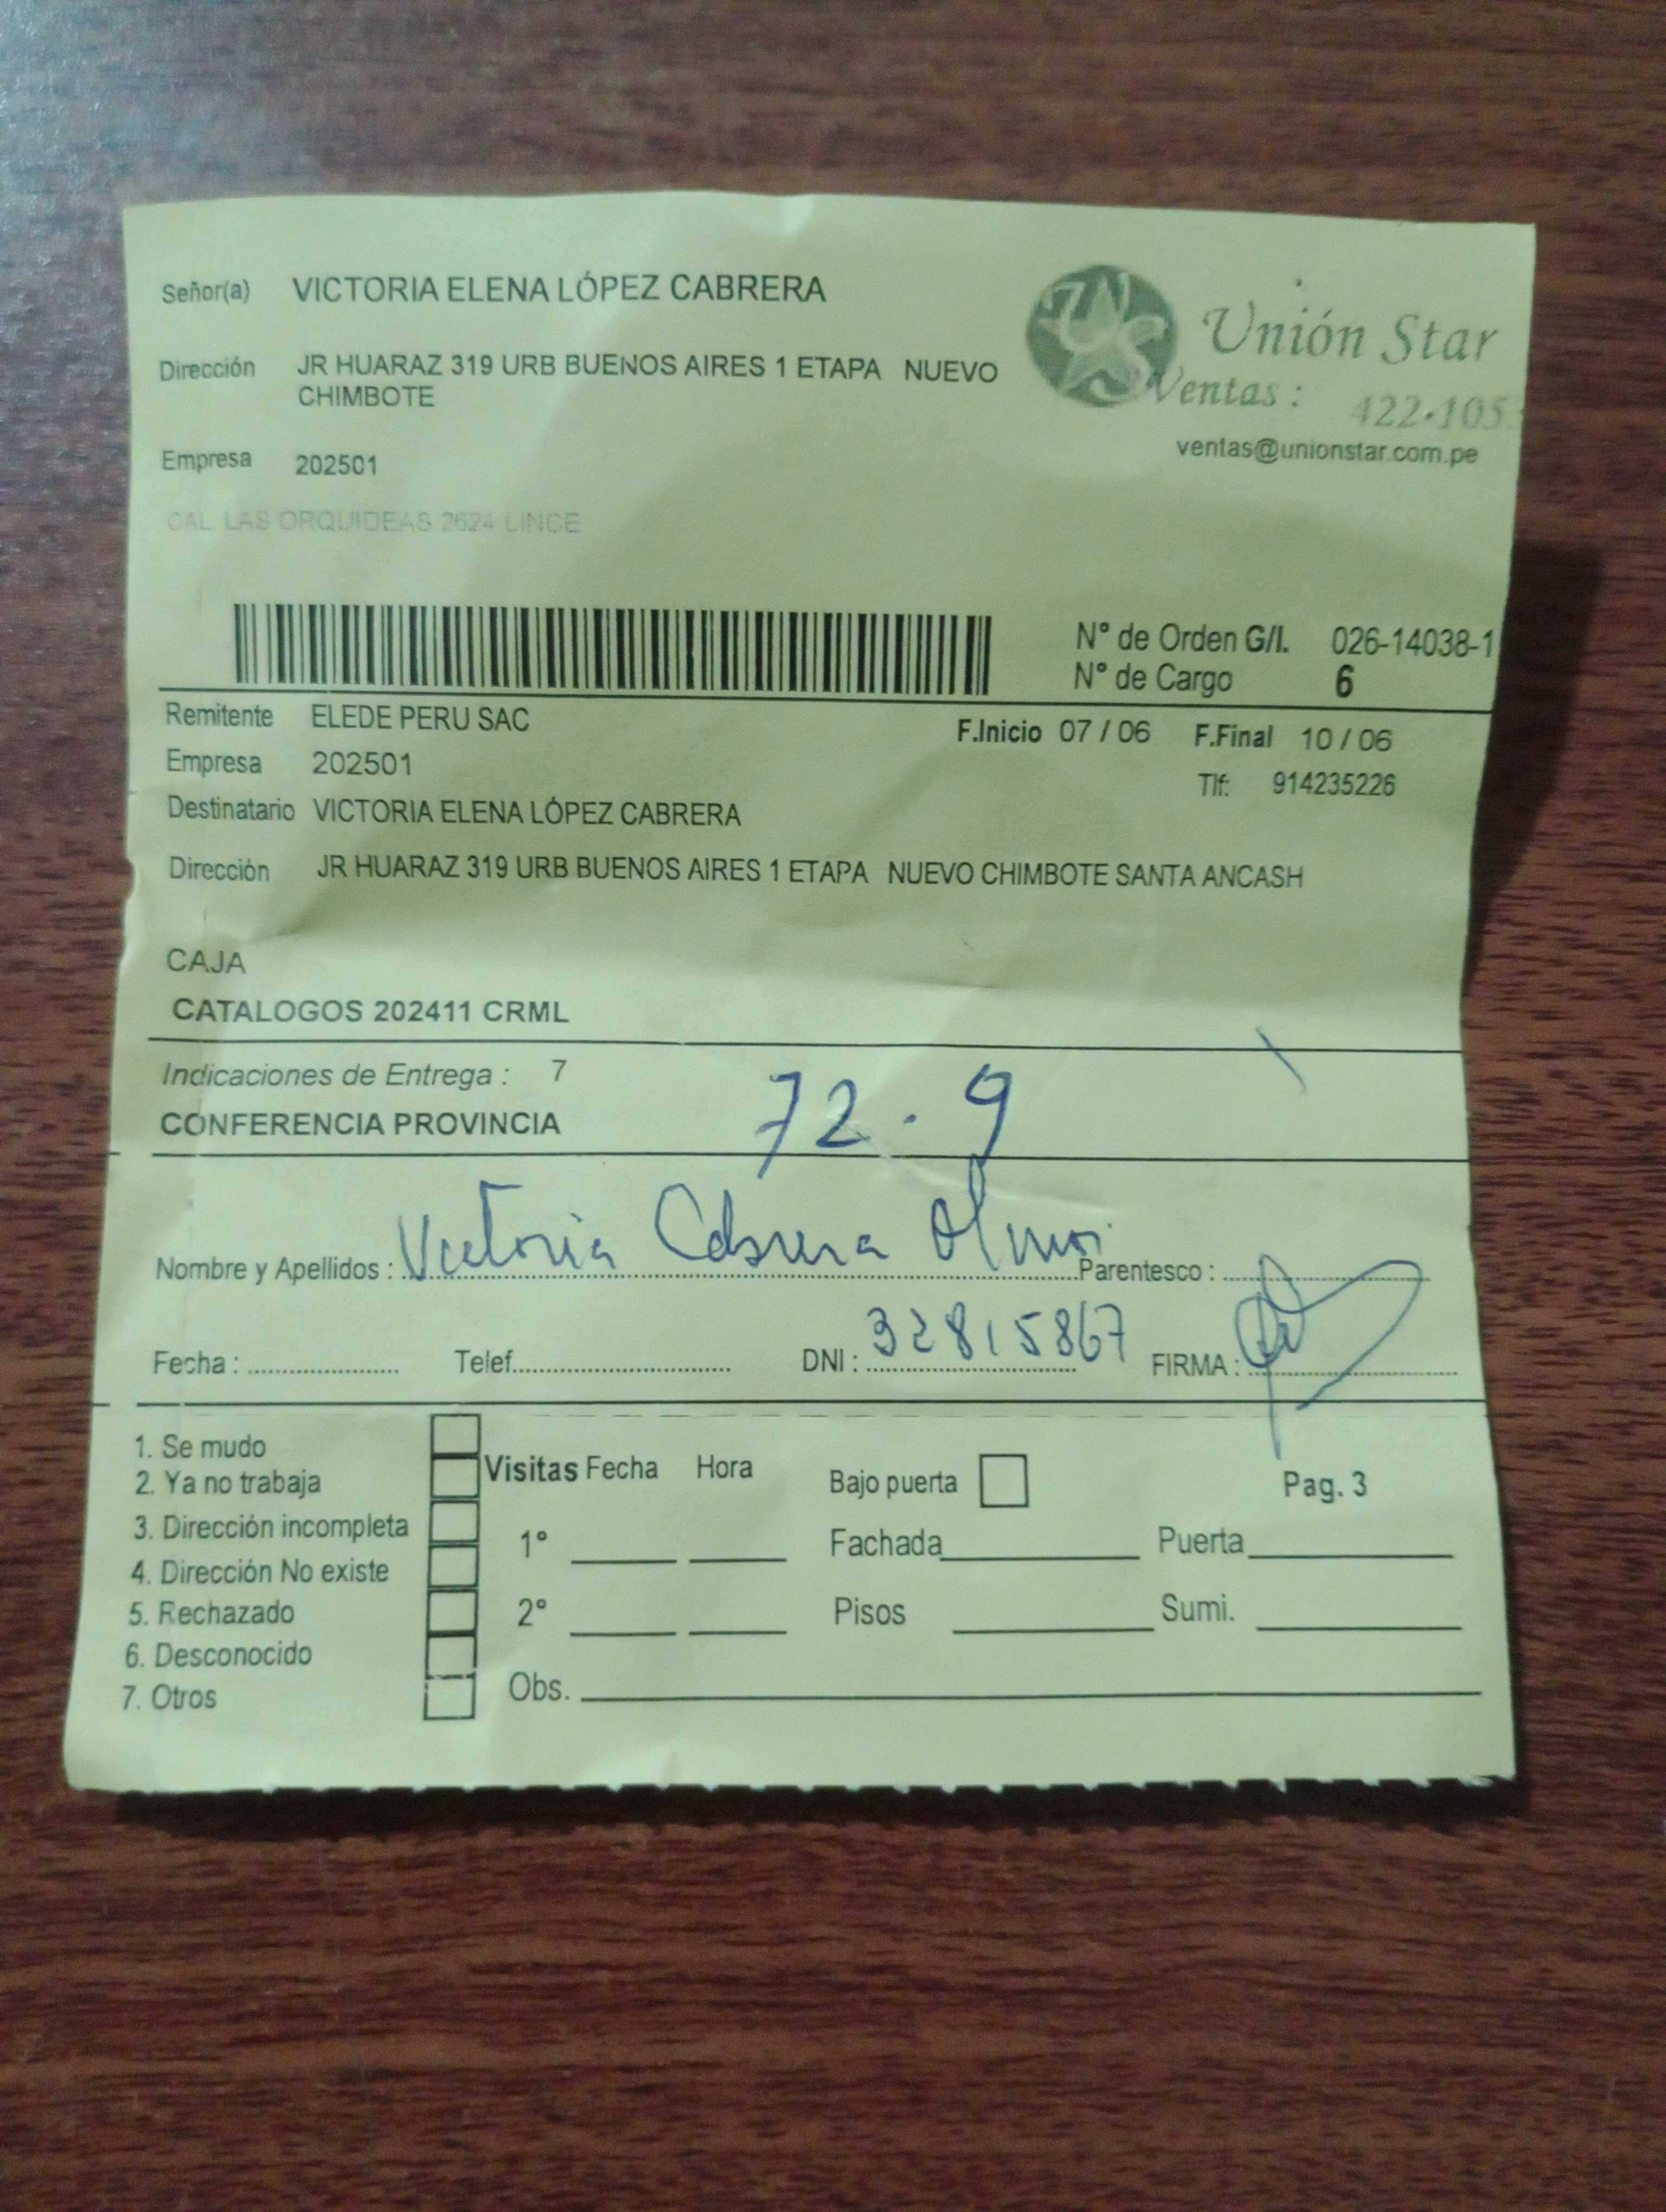 Señor(a) VICTORIA ELENA LÓPEZ CABRERA
Dirección JR HUARAZ 319 URB BUENOS AIRES 1 ETAPA NUEVO
CHIMBOTE
Unión Star
Ventas : 422-105
ventas@unionstar.com.pe
Empresa 202501
CAL. LAS ORQUIDEAS 2624 LINCE
N° de Orden G/I. 026-14038-1
N° de Cargo 6
Remitente ELEDE PERU SAC
F.Inicio 07 / 06 F.Final 10 / 06
Empresa 202501
Tlf: 914235226
Destinatario VICTORIA ELENA LÓPEZ CABRERA
Dirección JR HUARAZ 319 URB BUENOS AIRES 1 ETAPA NUEVO CHIMBOTE SANTA ANCASH
CAJA
CATALOGOS 202411 CRML
Indicaciones de Entrega : 7
CONFERENCIA PROVINCIA
72.9
Nombre y Apellidos : Victoria Cabrera Olmos Parentesco :
Fecha : Telef. DNI : 32815867 FIRMA :
1. Se mudo
2. Ya no trabaja
3. Dirección incompleta
4. Dirección No existe
5. Rechazado
6. Desconocido
7. Otros
Visitas Fecha Hora
1°
2°
Obs.
Bajo puerta
Pag. 3
Fachada Puerta
Pisos Sumi.